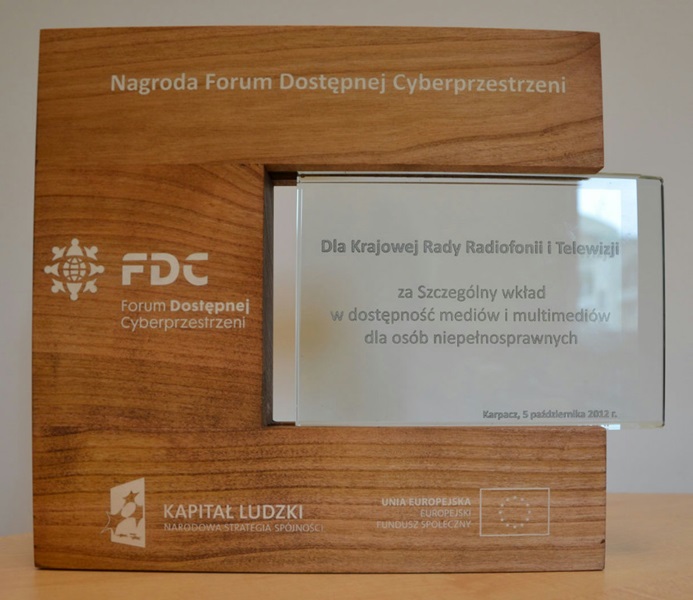 Nagroda Forum Dostępnej Cyberprzestrzeni
FDC
Forum Dostępnej
Cyberprzestrzeni
Dla Krajowej Rady Radiofonii i Telewizji
za Szczególny wkład
w dostępność mediów i multimediów
dla osób niepełnosprawnych
Karpacz, 5 października 2012 r.
KAPITAŁ LUDZKI
NARODOWA STRATEGIA SPÓJNOŚCI
UNIA EUROPEJSKA
EUROPEJSKI
FUNDUSZ SPOŁECZNY